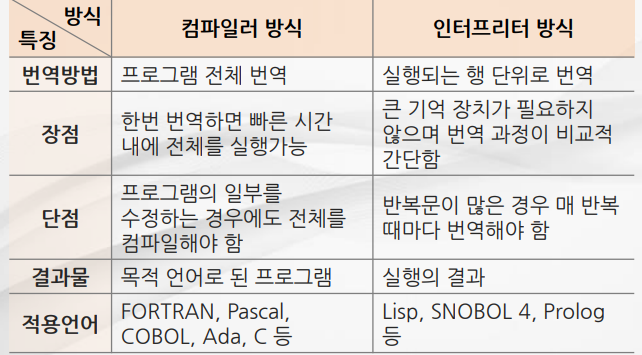 방식
특징
컴파일러 방식
인터프리터 방식
번역방법
프로그램 전체 번역
실행되는 행 단위로 번역
장점
한번 번역하면 빠른 시간
내에 전체를 실행가능
큰 기억 장치가 필요하지
않으며 번역 과정이 비교적
간단함
단점
프로그램의 일부를
수정하는 경우에도 전체를
컴파일해야 함
반복문이 많은 경우 매 반복
때마다 번역해야 함
결과물
목적 언어로 된 프로그램
실행의 결과
적용언어
FORTRAN, Pascal,
COBOL, Ada, C 등
Lisp, SNOBOL 4, Prolog
등